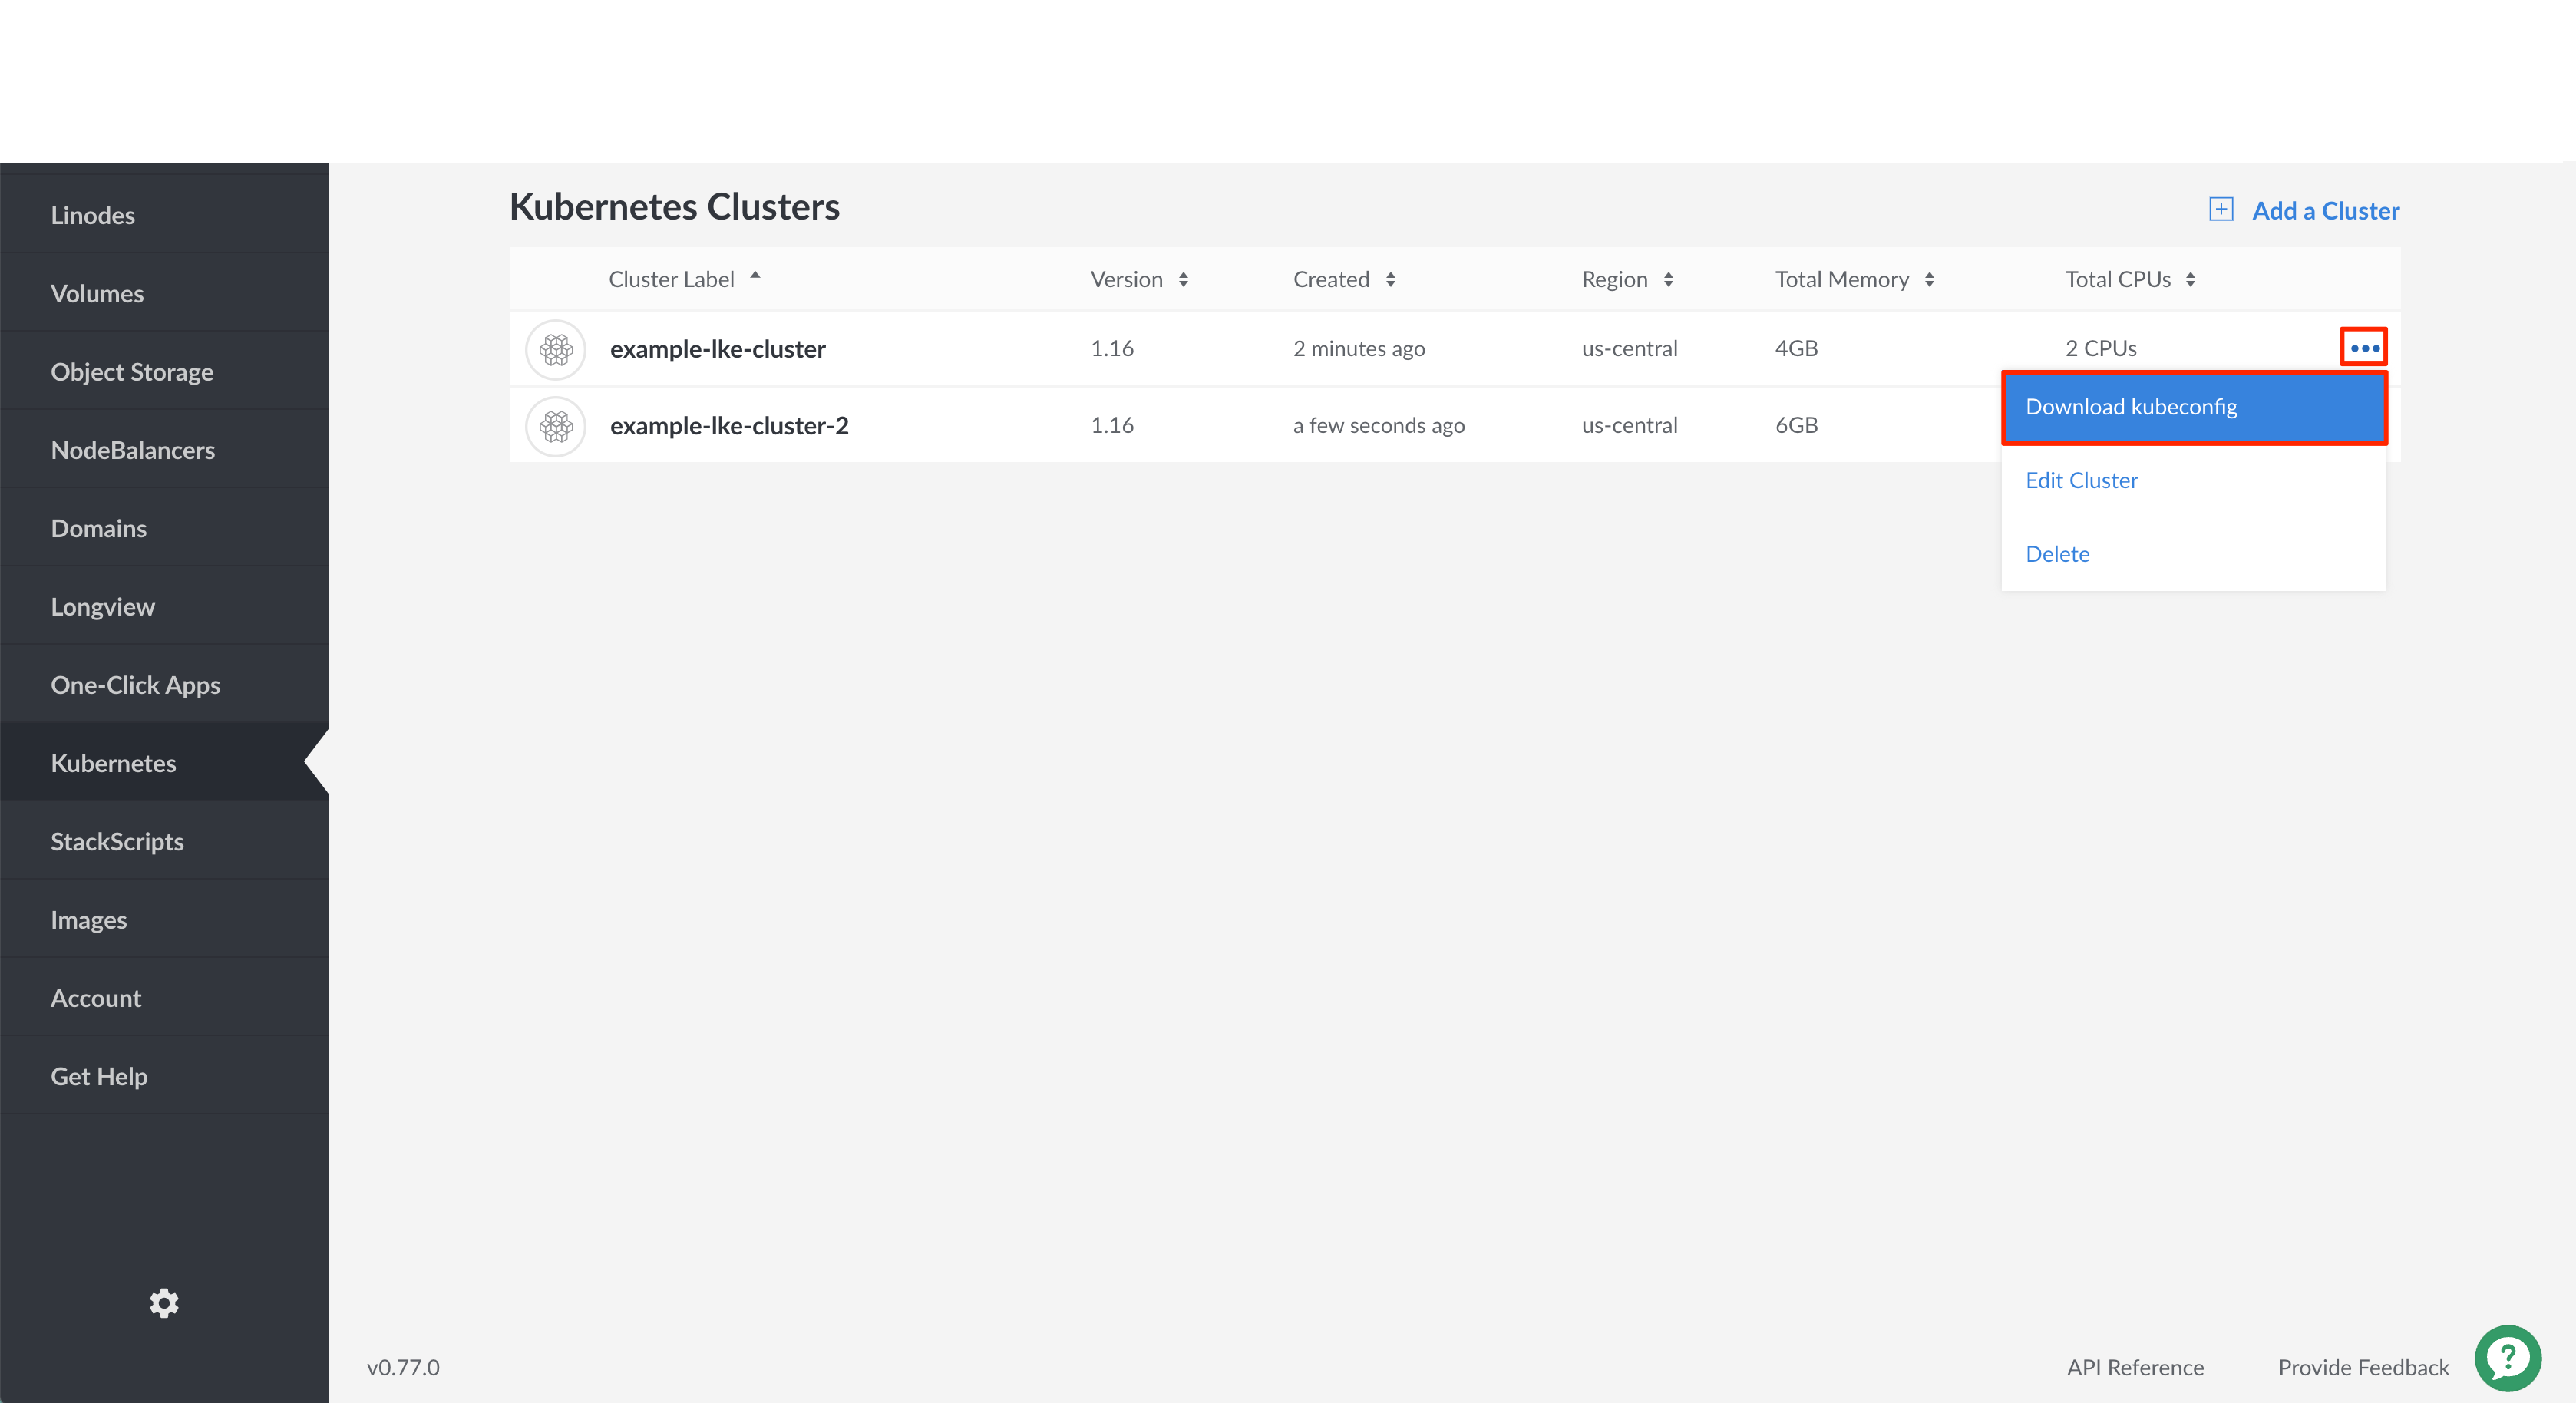 Linodes
Volumes
Object Storage
NodeBalancers
Domains
Longview
One-Click Apps
Kubernetes
StackScripts
Images
Account
Get Help
Kubernetes Clusters
Add a Cluster
Cluster Label Version Created Region Total Memory Total CPUs
example-lke-cluster 1.16 2 minutes ago us-central 4GB 2 CPUs
example-lke-cluster-2 1.16 a few seconds ago us-central 6GB
Download kubeconfig
Edit Cluster
Delete
v0.77.0 API Reference Provide Feedback